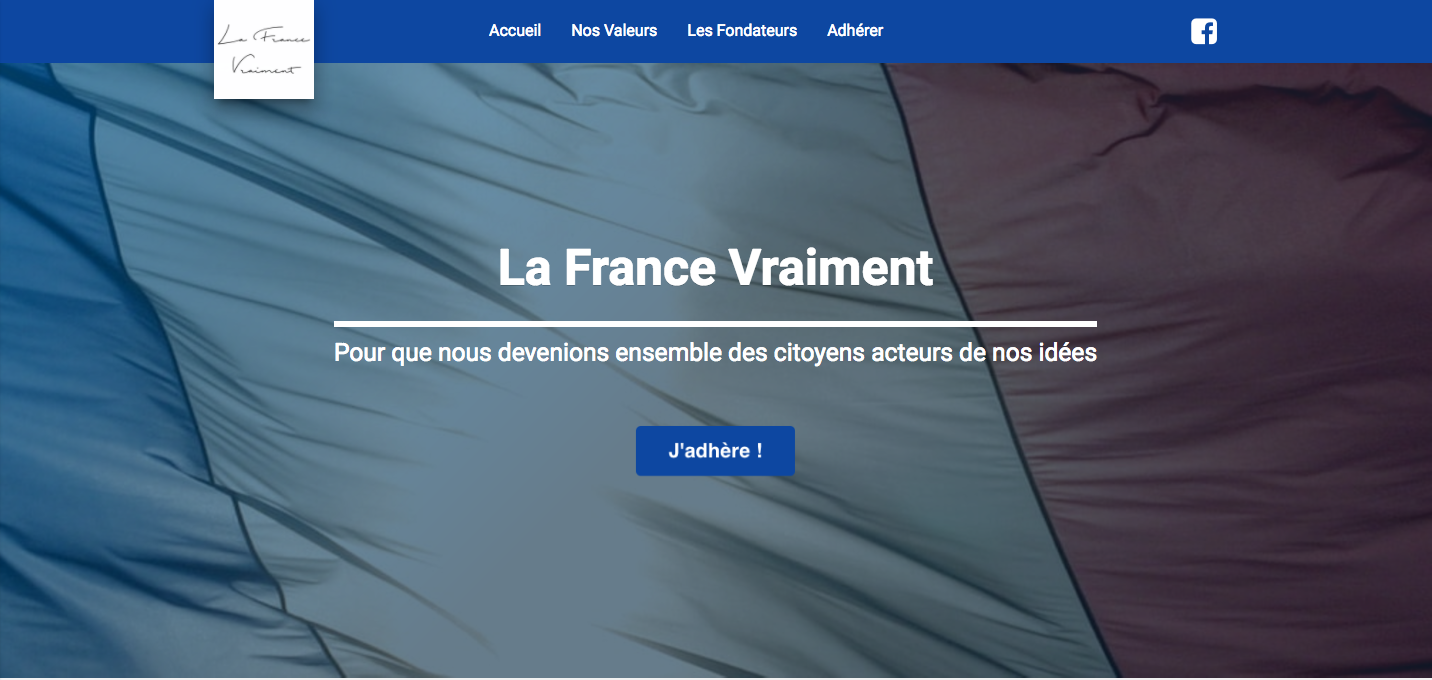 La France
Vraiment
Accueil
Nos Valeurs
Les Fondateurs
Adhérer
La France Vraiment
Pour que nous devenions ensemble des citoyens acteurs de nos idées
J'adhère !